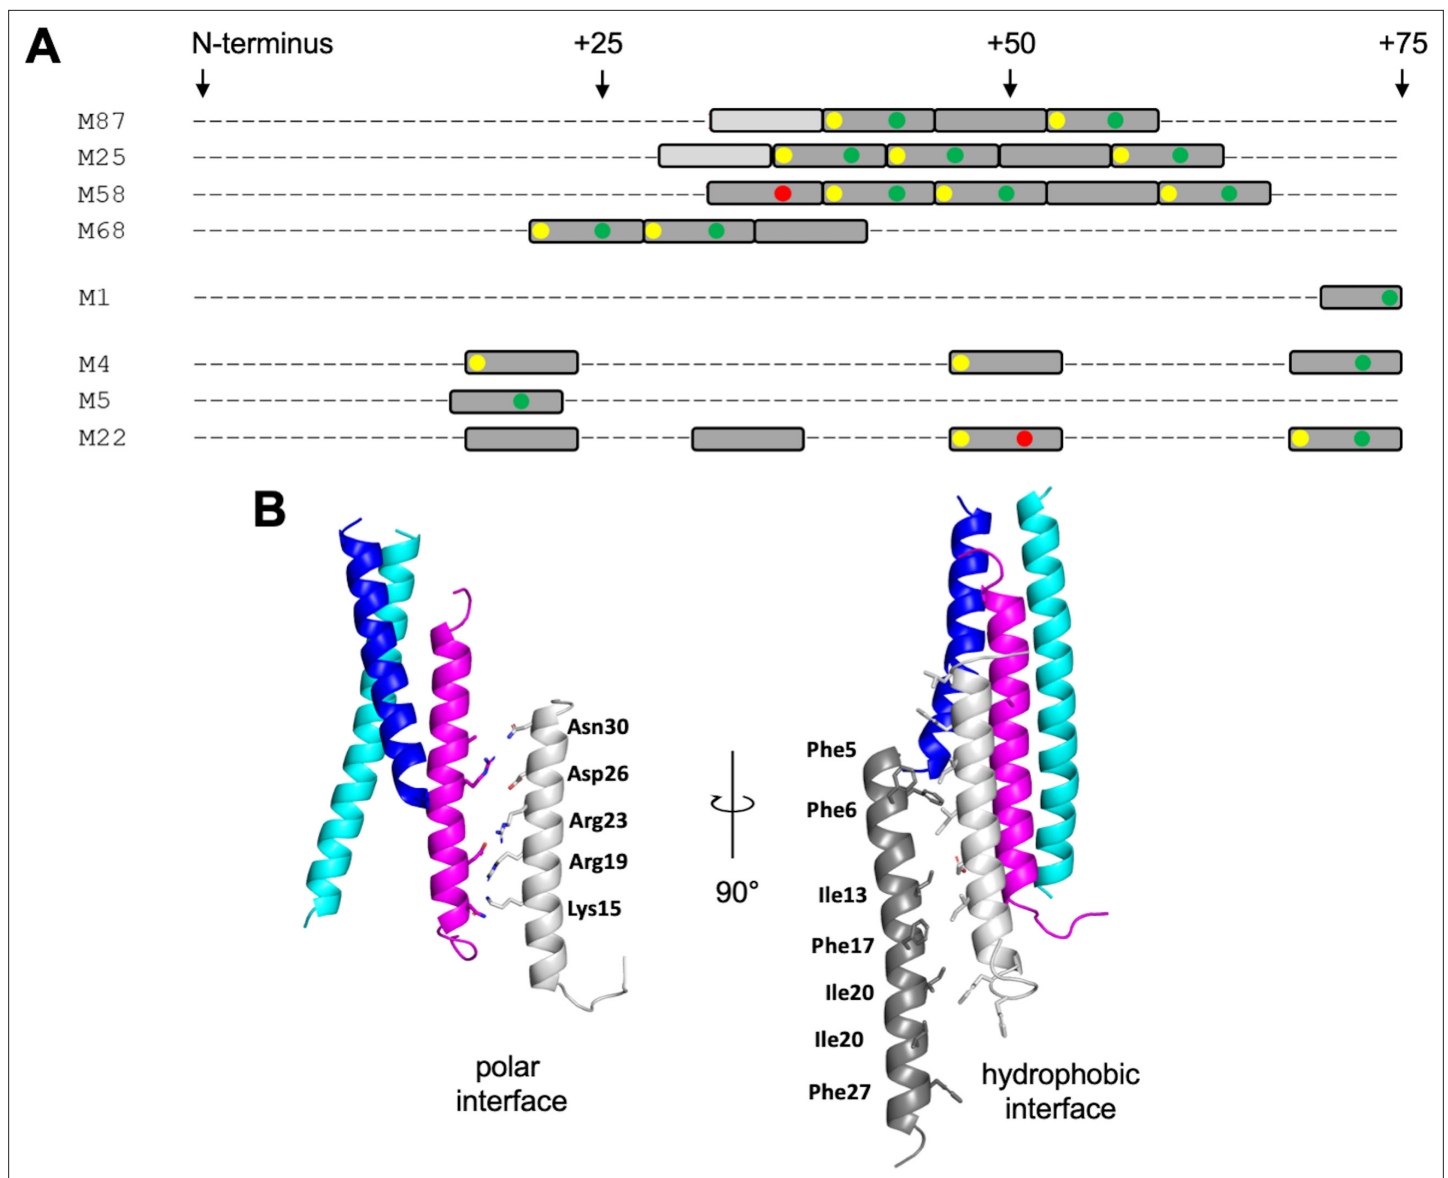 A
N-terminus +25 +50 +75
M87
M25
M58
M68
M1
M4
M5
M22
B
Asn30
Asp26
Arg23
Arg19
Lys15
polar
interface
90°
Phe5
Phe6
Ile13
Phe17
Ile20
Ile20
Phe27
hydrophobic
interface